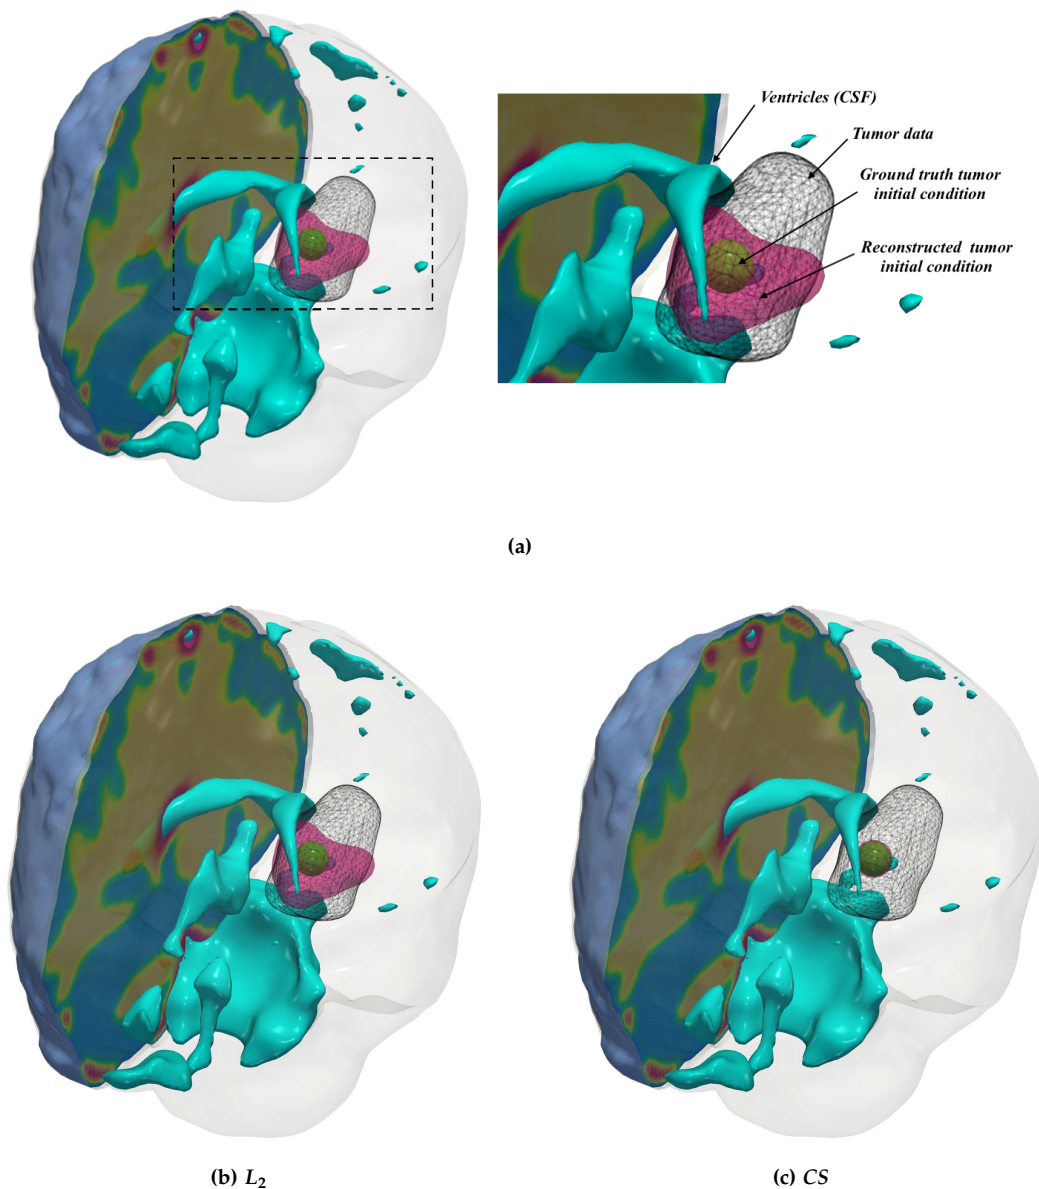 Ventricles (CSF)
Tumor data
Ground truth tumor
initial condition
Reconstructed tumor
initial condition
(a)
(b) L₂
(c) CS